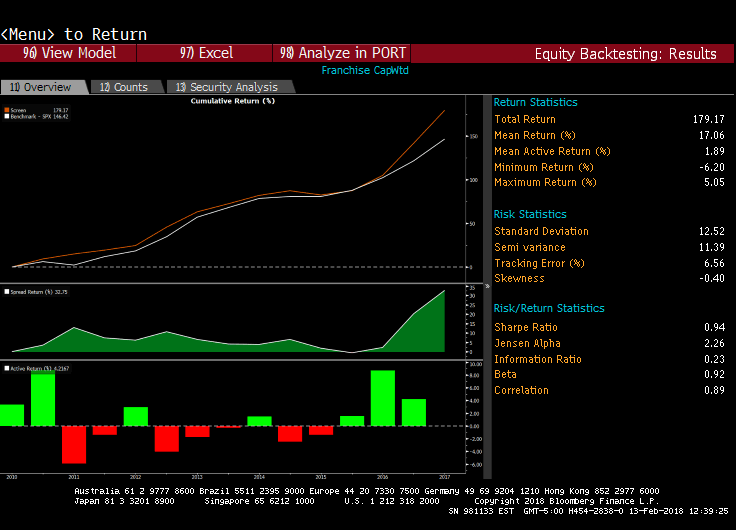 <Menu> to Return
96) View Model 97) Excel 98) Analyze in PORT Equity Backtesting: Results
Franchise CapWtd
11) Overview 12) Counts 13) Security Analysis
Cumulative Return (%)
Screen 179.17
Benchmark - SPX 146.42
150
100
50
0
Spread Return (%) 32.75
35
30
25
20
15
10
5
0
Active Return (%) 4.2167
10.00
8.00
6.00
4.00
2.00
0.00
-2.00
-4.00
-6.00
2010 2011 2012 2013 2014 2015 2016 2017
Return Statistics
Total Return 179.17
Mean Return (%) 17.06
Mean Active Return (%) 1.89
Minimum Return (%) -6.20
Maximum Return (%) 5.05
Risk Statistics
Standard Deviation 12.52
Semi variance 11.39
Tracking Error (%) 6.56
Skewness -0.40
Risk/Return Statistics
Sharpe Ratio 0.94
Jensen Alpha 2.26
Information Ratio 0.23
Beta 0.92
Correlation 0.89
Australia 61 2 9777 8600 Brazil 5511 2395 9000 Europe 44 20 7330 7500 Germany 49 69 9204 1210 Hong Kong 852 2977 6000
Japan 81 3 3201 8900 Singapore 65 6212 1000 U.S. 1 212 318 2000 Copyright 2018 Bloomberg Finance L.P.
SN 981133 EST GMT-5:00 H454-2838-0 13-Feb-2018 12:39:25